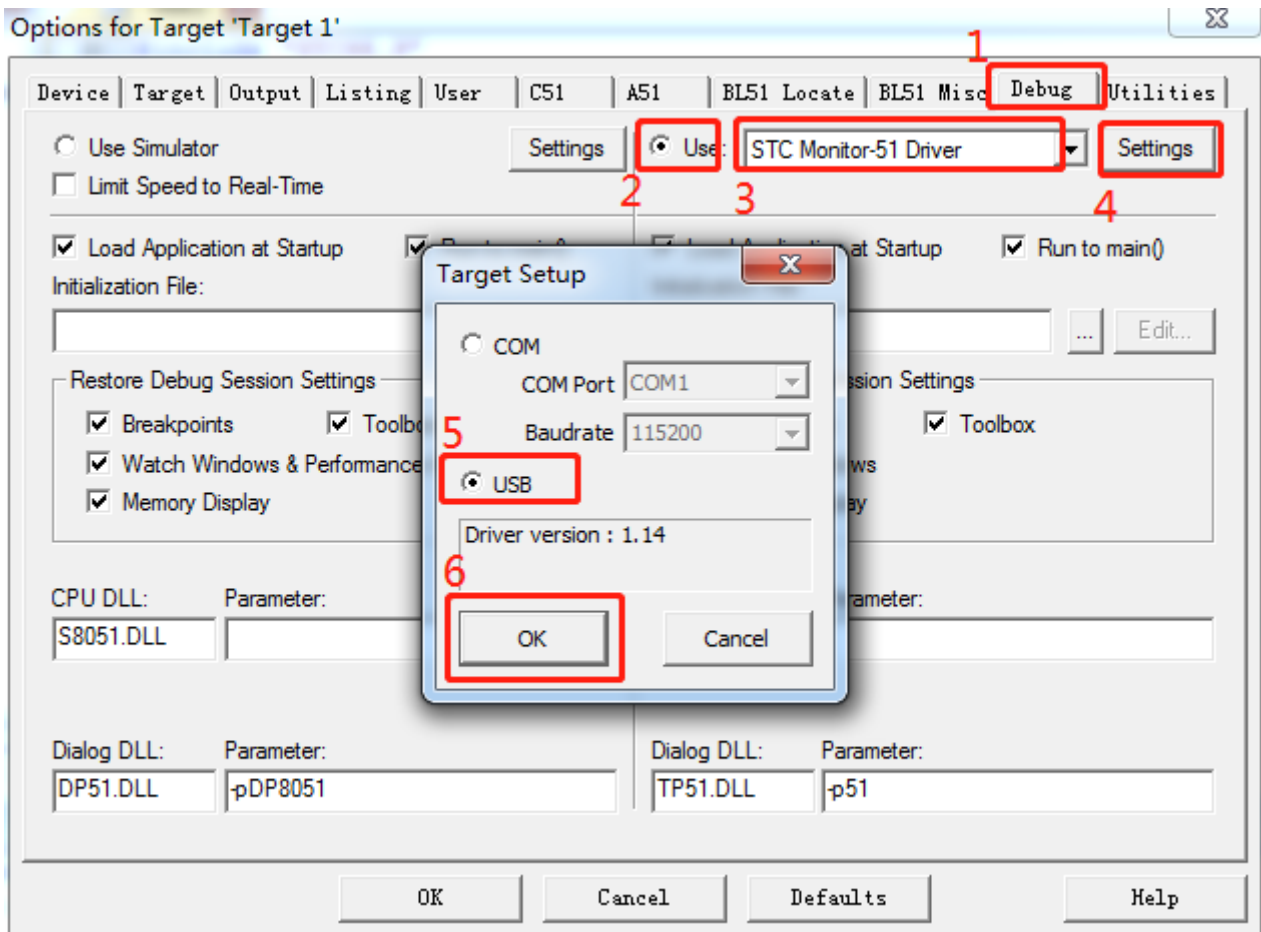 Options for Target 'Target 1'
1
Device Target Output Listing User C51 A51 BL51 Locate BL51 Misc Debug Utilities
Use Simulator Settings Use: STC Monitor-51 Driver Settings
Limit Speed to Real-Time
2 3 4
Load Application at Startup at Startup Run to main()
Target Setup
Initialization File:
COM
... Edit...
COM Port COM1
Restore Debug Session Settings ssion Settings
Breakpoints Toolbo Toolbox
5 Baudrate 115200
Watch Windows & Performance ws
USB
Memory Display ay
Driver version : 1.14
6
CPU DLL: Parameter: rameter:
S8051.DLL
OK Cancel
Dialog DLL: Parameter: Dialog DLL: Parameter:
DP51.DLL -pDP8051 TP51.DLL -p51
OK Cancel Defaults Help